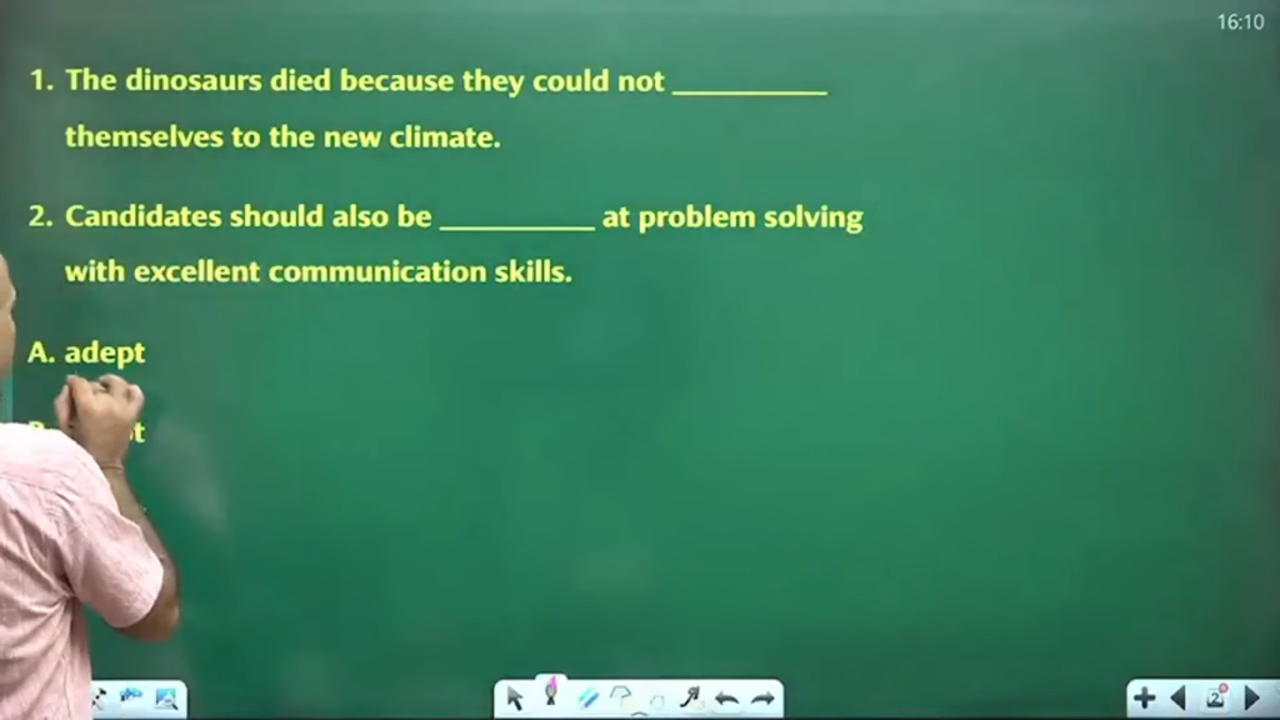 16:10
1. The dinosaurs died because they could not __________
themselves to the new climate.
2. Candidates should also be __________ at problem solving
with excellent communication skills.
A. adept
2